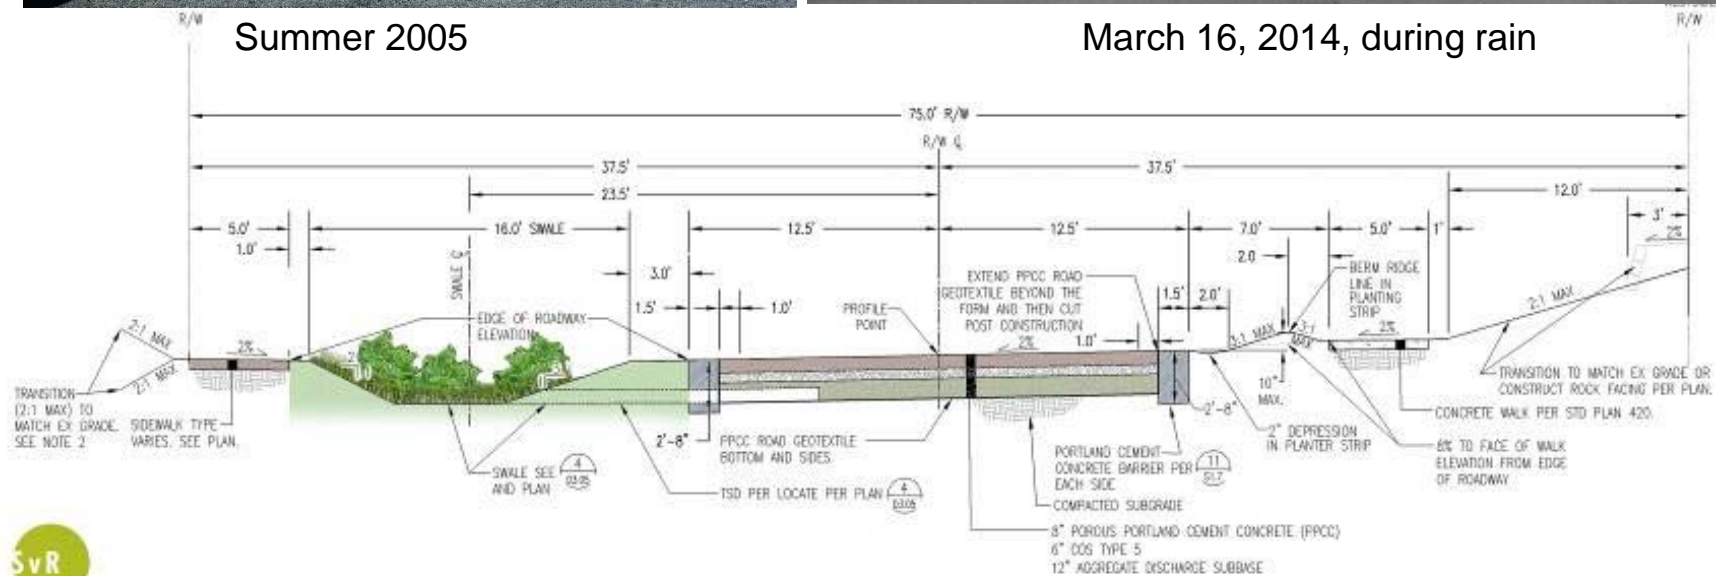 R/W
Summer 2005
March 16, 2014, during rain
R/W
75.0' R/W
R/W ℄
37.5'
37.5'
23.5'
12.0'
5.0'
16.0' SWALE
12.5'
12.5'
7.0'
5.0'
1'
3'
2%
1.0'
2.0
SWALE ℄
3.0'
1.5'
1.0'
EDGE OF ROADWAY
ELEVATION
PROFILE
POINT
EXTEND PPCC ROAD
GEOTEXTILE BEYOND THE
FORM AND THEN CUT
POST CONSTRUCTION
1.5'
2.0'
1.0'
BERM RIDGE
LINE IN
PLANTING
STRIP
2:1 MAX
2:1 MAX
2%
2%
3:1 MAX
3:1
MAX
2%
2:1 MAX
TRANSITION
(2:1 MAX) TO
MATCH EX GRADE.
SEE NOTE 2
SIDEWALK TYPE
VARIES. SEE PLAN.
SWALE SEE
AND PLAN
4
2'-8"
PPCC ROAD GEOTEXTILE
BOTTOM AND SIDES.
TSD PER LOCATE PER PLAN
4
10"
MAX.
2'-8"
2" DEPRESSION
IN PLANTER STRIP
PORTLAND CEMENT
CONCRETE BARRIER PER
EACH SIDE
11
COMPACTED SUBGRADE
8" POROUS PORTLAND CEMENT CONCRETE (PPCC)
6" COS TYPE 5
12" AGGREGATE DISCHARGE SUBBASE
TRANSITION TO MATCH EX GRADE OR
CONSTRUCT ROCK FACING PER PLAN.
CONCRETE WALK PER STD PLAN 420.
6% TO FACE OF WALK
ELEVATION FROM EDGE
OF ROADWAY
SvR